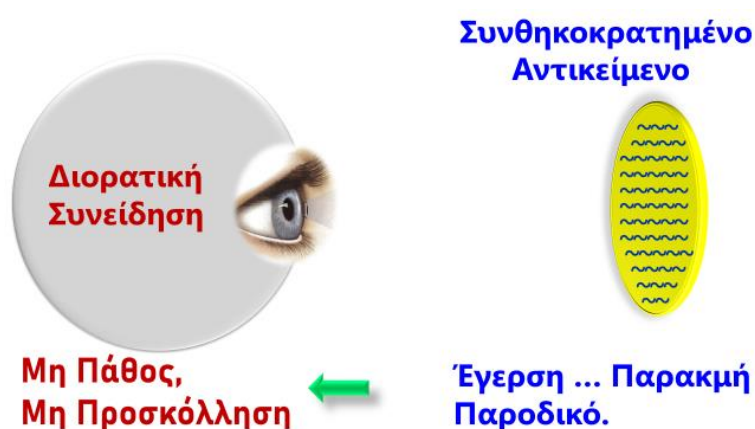 Συνθηκοκρατημένο
Αντικείμενο
Διορατική
Συνείδηση
Μη Πάθος,
Μη Προσκόλληση
Έγερση ... Παρακμή
Παροδικό.